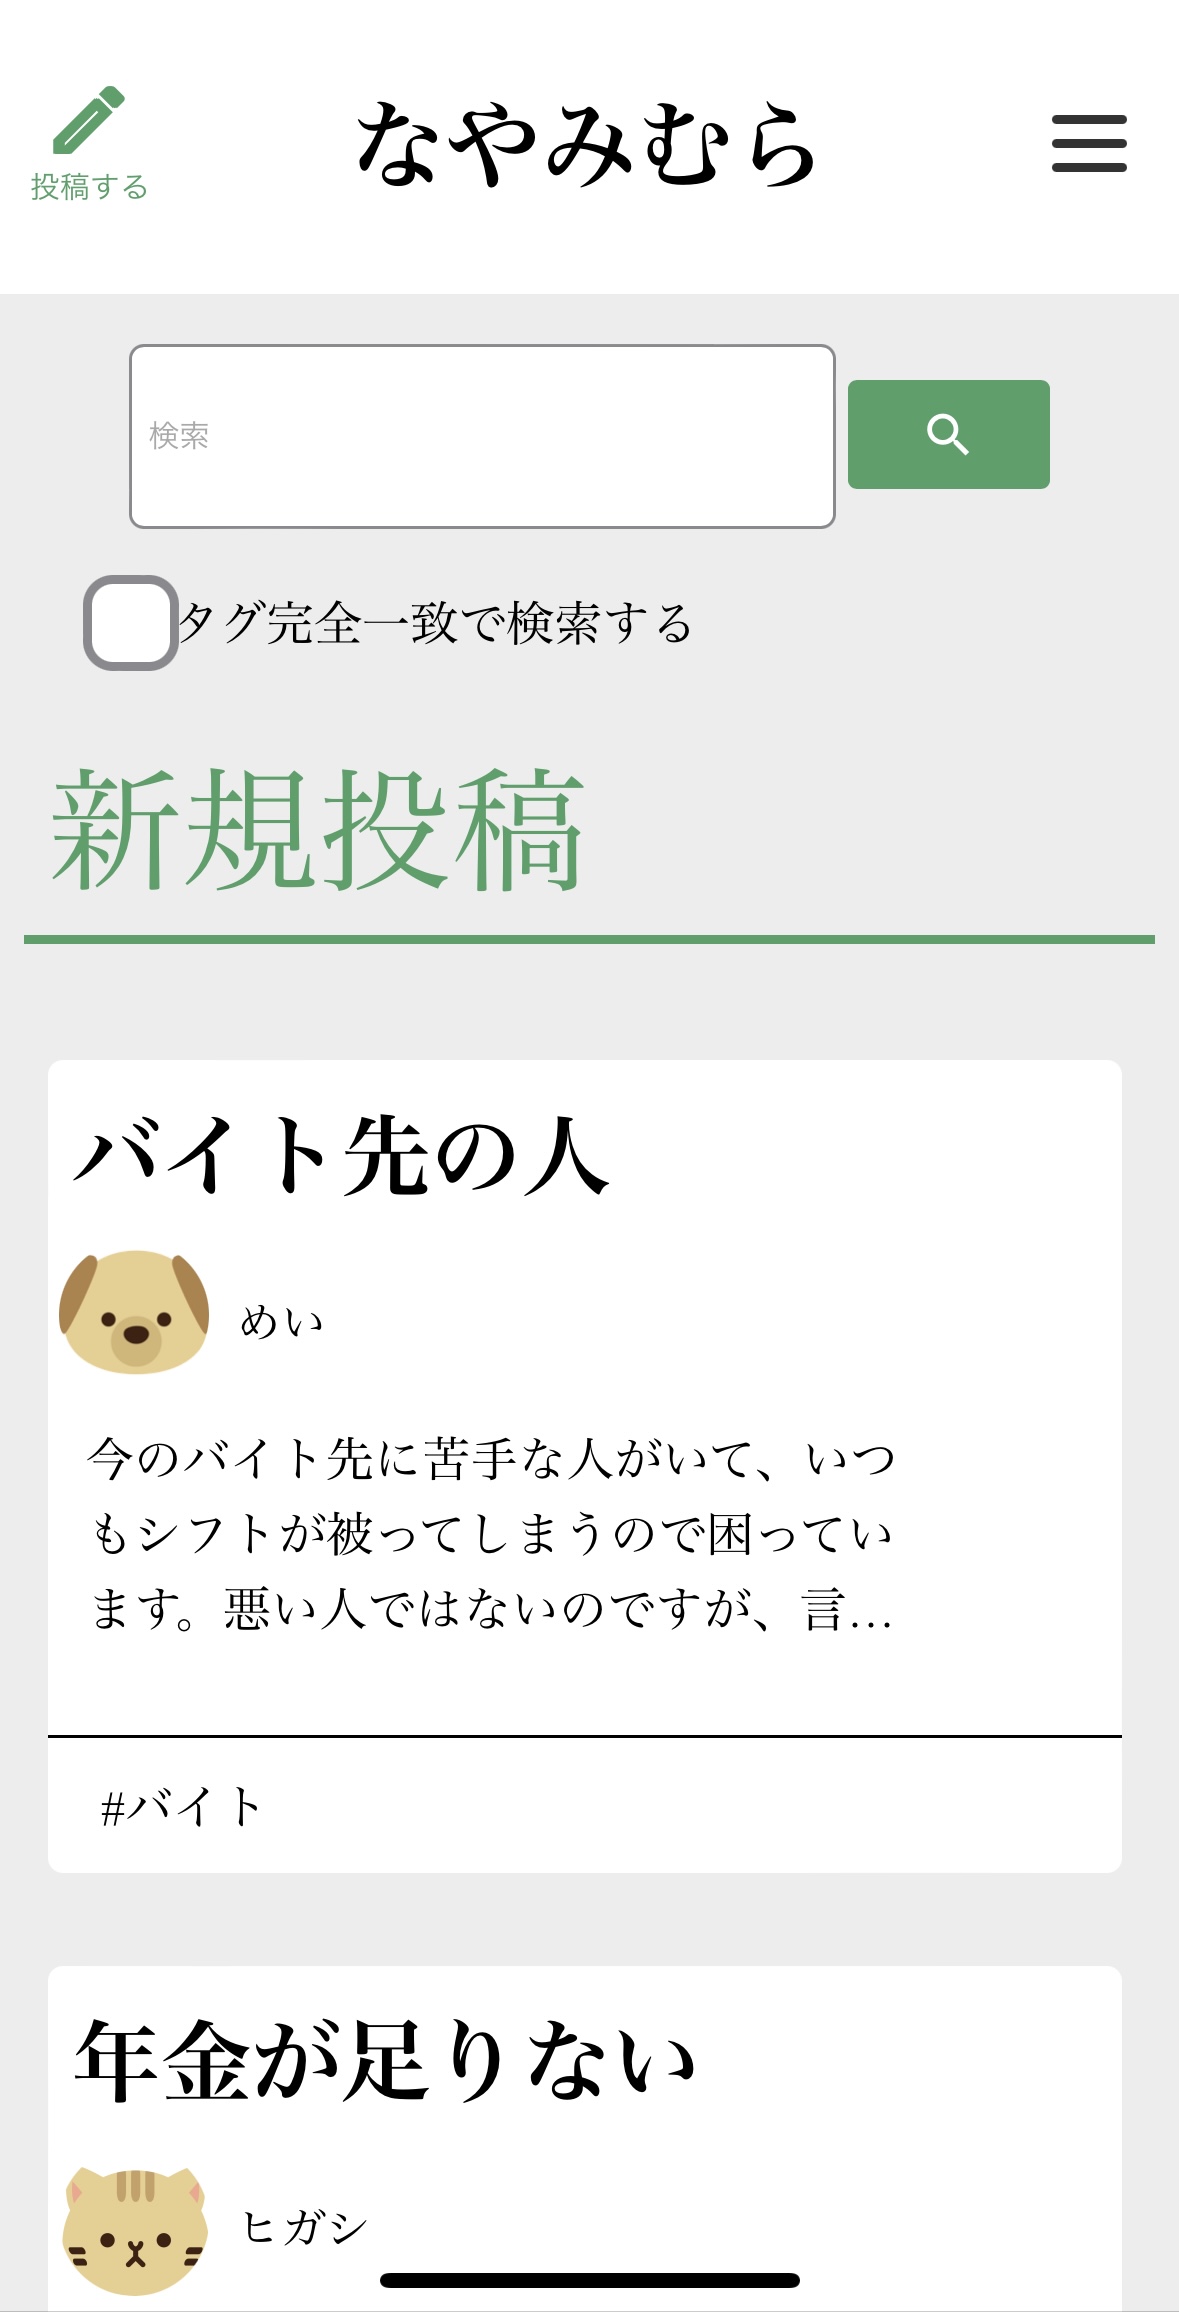 なやみむら
投稿する
検索
タグ完全一致で検索する
新規投稿
バイト先の人
めい
今のバイト先に苦手な人がいて、いつ
もシフトが被ってしまうので困ってい
ます。悪い人ではないのですが、言…
#バイト
年金が足りない
ヒガシ